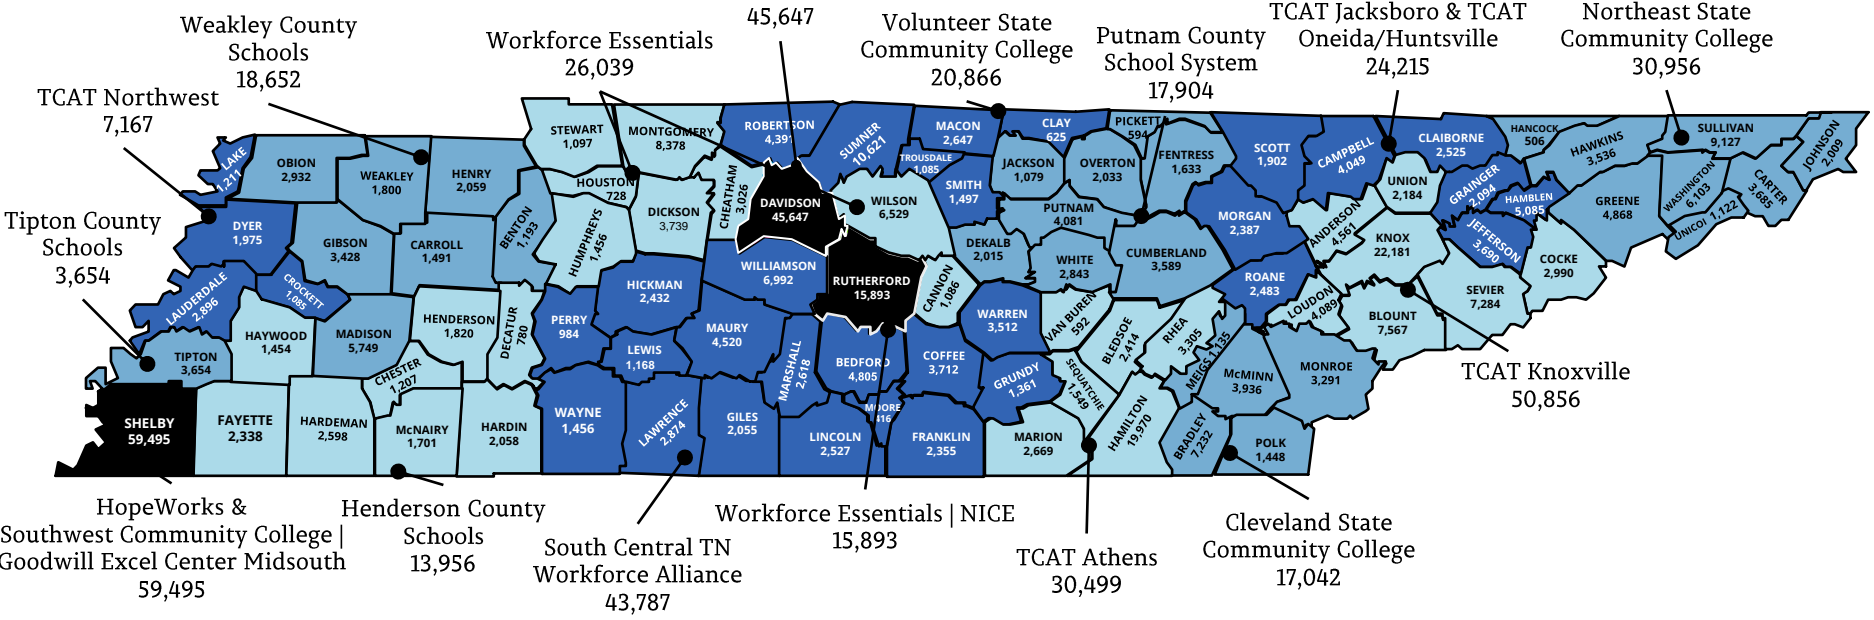 Weakley County
Schools
18,652
Workforce Essentials
26,039
45,647
Volunteer State
Community College
20,866
Putnam County
School System
17,904
TCAT Jacksboro & TCAT
Oneida/Huntsville
24,215
Northeast State
Community College
30,956
TCAT Northwest
7,167
Tipton County
Schools
3,654
LAKE
1,211
OBION
2,932
WEAKLEY
1,800
HENRY
2,059
STEWART
1,097
MONTGOMERY
8,378
ROBERTSON
4,391
SUMNER
10,621
MACON
2,647
TROUSDALE
1,085
CLAY
625
PICKETT
594
JACKSON
1,079
OVERTON
2,033
FENTRESS
1,633
SCOTT
1,902
CAMPBELL
4,049
CLAIBORNE
2,525
HANCOCK
506
HAWKINS
3,536
SULLIVAN
9,127
JOHNSON
2,009
DYER
1,975
GIBSON
3,428
CARROLL
1,491
BENTON
1,193
HOUSTON
728
HUMPHREYS
1,456
DICKSON
3,739
CHEATHAM
3,026
DAVIDSON
45,647
WILSON
6,529
SMITH
1,497
PUTNAM
4,081
DEKALB
2,015
WHITE
2,843
CUMBERLAND
3,589
MORGAN
2,387
ANDERSON
4,561
UNION
2,184
GRAINGER
2,094
HAMBLEN
5,085
JEFFERSON
3,690
GREENE
4,868
WASHINGTON
6,103
UNICOI 1,122
CARTER
3,685
LAUDERDALE
2,896
CROCKETT
1,085
HAYWOOD
1,454
MADISON
5,749
HENDERSON
1,820
DECATUR
780
PERRY
984
HICKMAN
2,432
LEWIS
1,168
WILLIAMSON
6,992
MAURY
4,520
MARSHALL
2,618
RUTHERFORD
15,893
CANNON
1,086
WARREN
3,512
VAN BUREN
592
BLEDSOE
2,414
RHEA
3,305
MEIGS 1,135
ROANE
2,483
LOUDON
4,089
KNOX
22,181
BLOUNT
7,567
SEVIER
7,284
COCKE
2,990
TIPTON
3,654
CHESTER
1,207
BEDFORD
4,805
COFFEE
3,712
GRUNDY
1,361
SEQUATCHIE
1,549
McMINN
3,936
MONROE
3,291
SHELBY
59,495
FAYETTE
2,338
HARDEMAN
2,598
McNAIRY
1,701
HARDIN
2,058
WAYNE
1,456
LAWRENCE
2,874
GILES
2,055
LINCOLN
2,527
MOORE
416
FRANKLIN
2,355
MARION
2,669
HAMILTON
19,970
BRADLEY
7,232
POLK
1,448
TCAT Knoxville
50,856
HopeWorks &
Southwest Community College |
Goodwill Excel Center Midsouth
59,495
Henderson County
Schools
13,956
South Central TN
Workforce Alliance
43,787
Workforce Essentials | NICE
15,893
TCAT Athens
30,499
Cleveland State
Community College
17,042